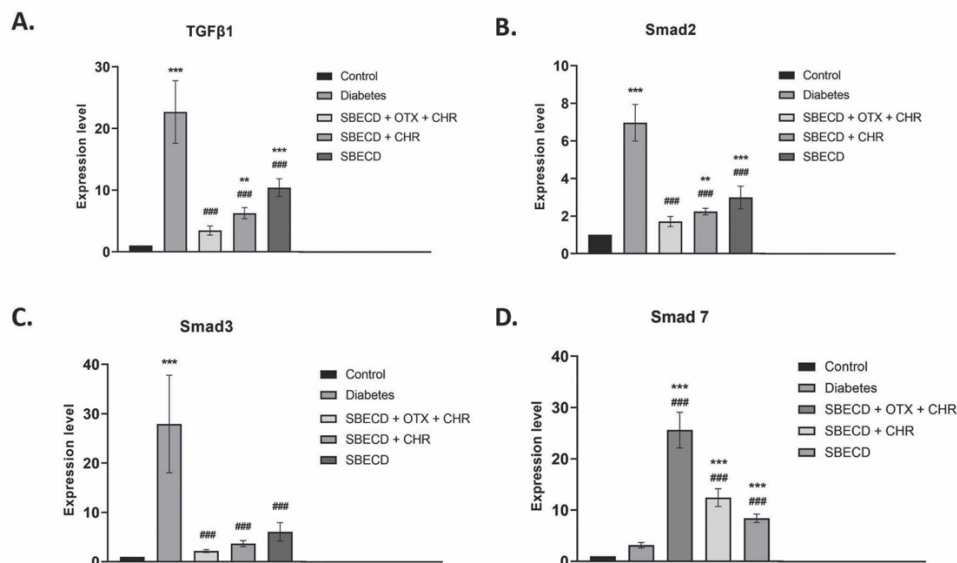 A.
TGFβ1
Expression level
30
20
10
0
***
###
**
###
***
###
Control
Diabetes
SBECD + OTX + CHR
SBECD + CHR
SBECD
B.
Smad2
Expression level
10
8
6
4
2
0
***
###
**
###
***
###
Control
Diabetes
SBECD + OTX + CHR
SBECD + CHR
SBECD
C.
Smad3
Expression level
40
30
20
10
0
***
###
###
###
Control
Diabetes
SBECD + OTX + CHR
SBECD + CHR
SBECD
D.
Smad 7
Expression level
40
30
20
10
0
***
###
***
###
***
###
Control
Diabetes
SBECD + OTX + CHR
SBECD + CHR
SBECD